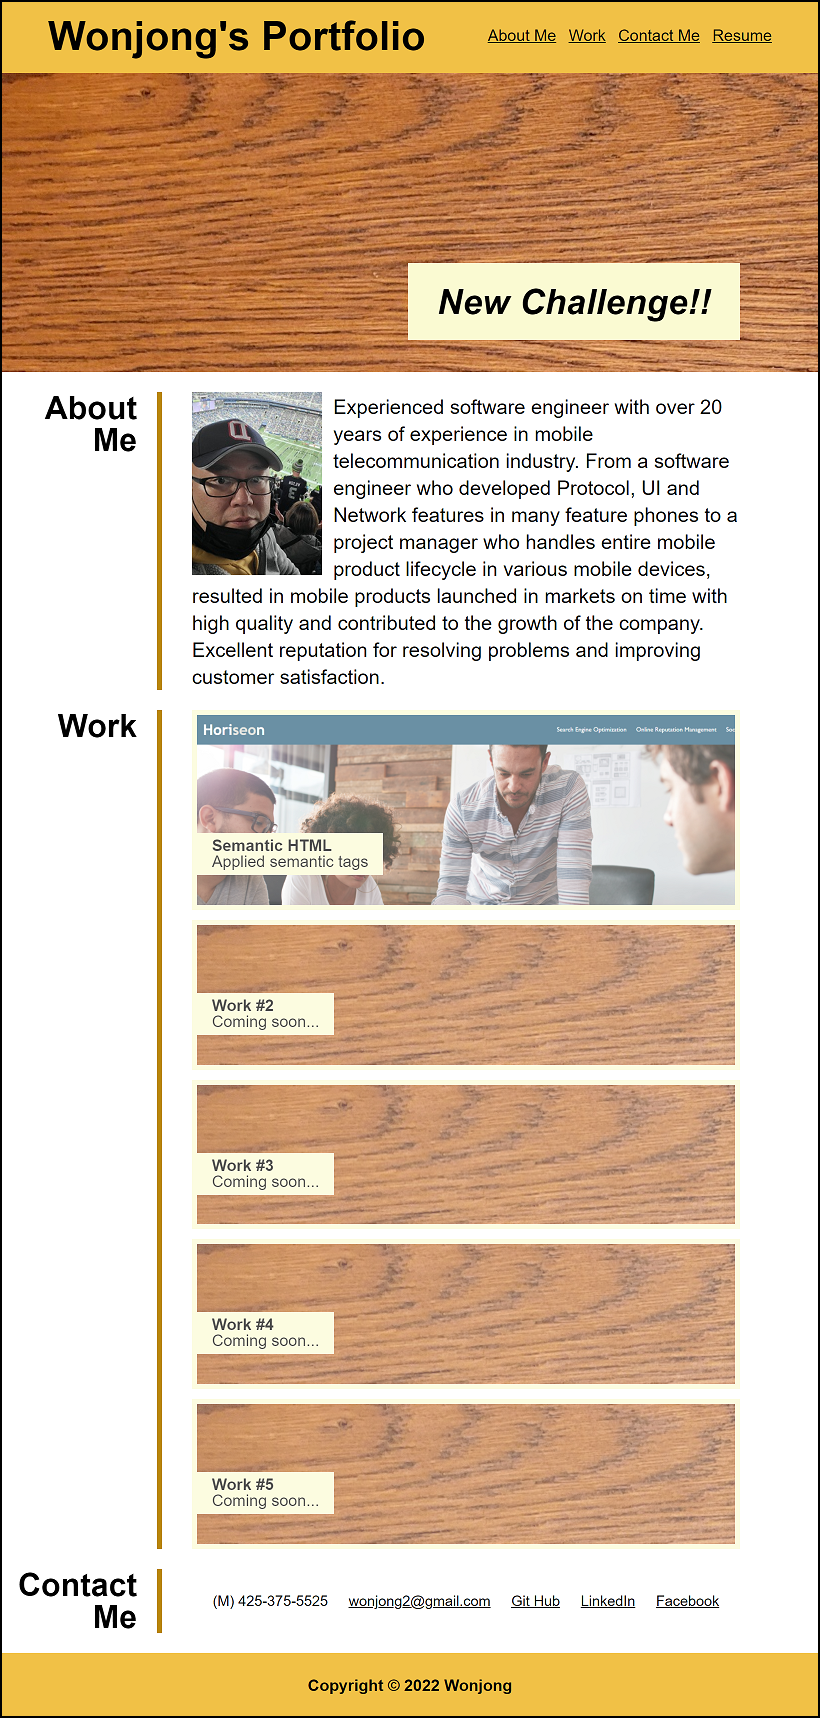 Wonjong's Portfolio
About Me Work Contact Me Resume
New Challenge!!
About
Me
Experienced software engineer with over 20
years of experience in mobile
telecommunication industry. From a software
engineer who developed Protocol, UI and
Network features in many feature phones to a
project manager who handles entire mobile
product lifecycle in various mobile devices,
resulted in mobile products launched in markets on time with
high quality and contributed to the growth of the company.
Excellent reputation for resolving problems and improving
customer satisfaction.
Work
Horiseon
Search Engine Optimization Online Reputation Management Soc
Semantic HTML
Applied semantic tags
Work #2
Coming soon...
Work #3
Coming soon...
Work #4
Coming soon...
Work #5
Coming soon...
Contact
Me
(M) 425-375-5525 wonjong2@gmail.com Git Hub LinkedIn Facebook
Copyright © 2022 Wonjong